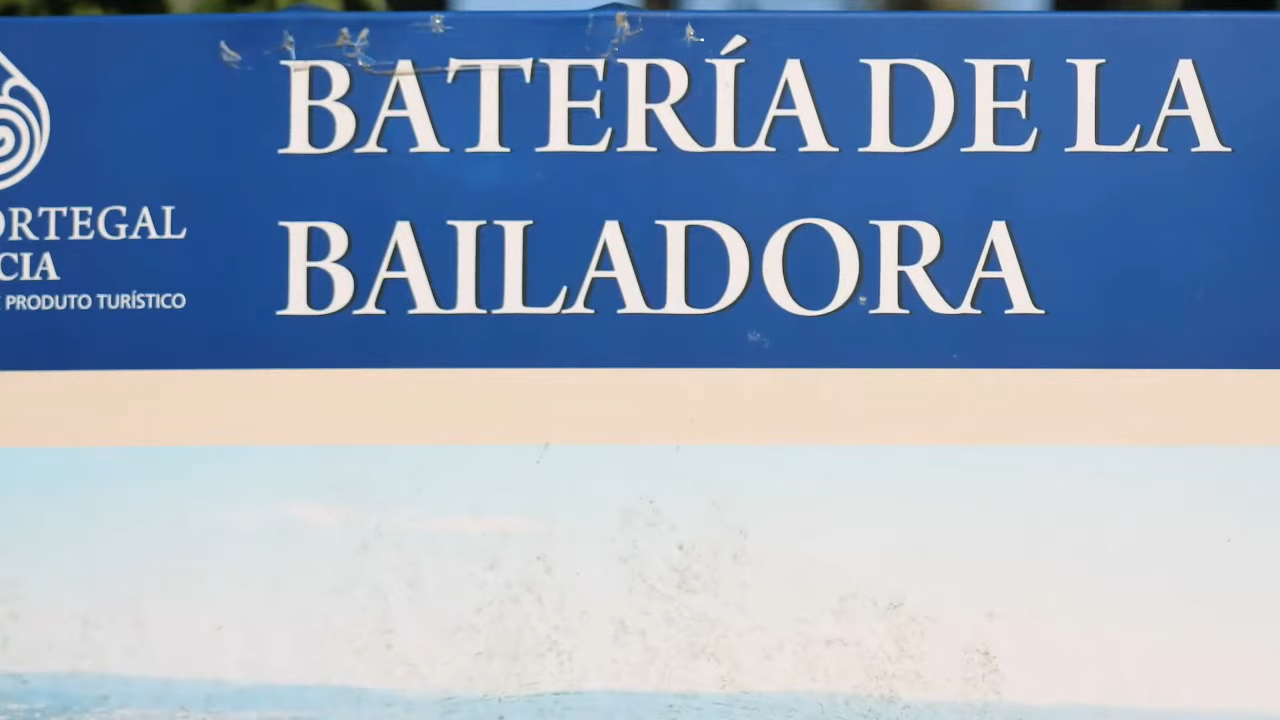 BATERÍA DE LA
BAILADORA
ORTEGAL
CIA
PRODUTO TURÍSTICO